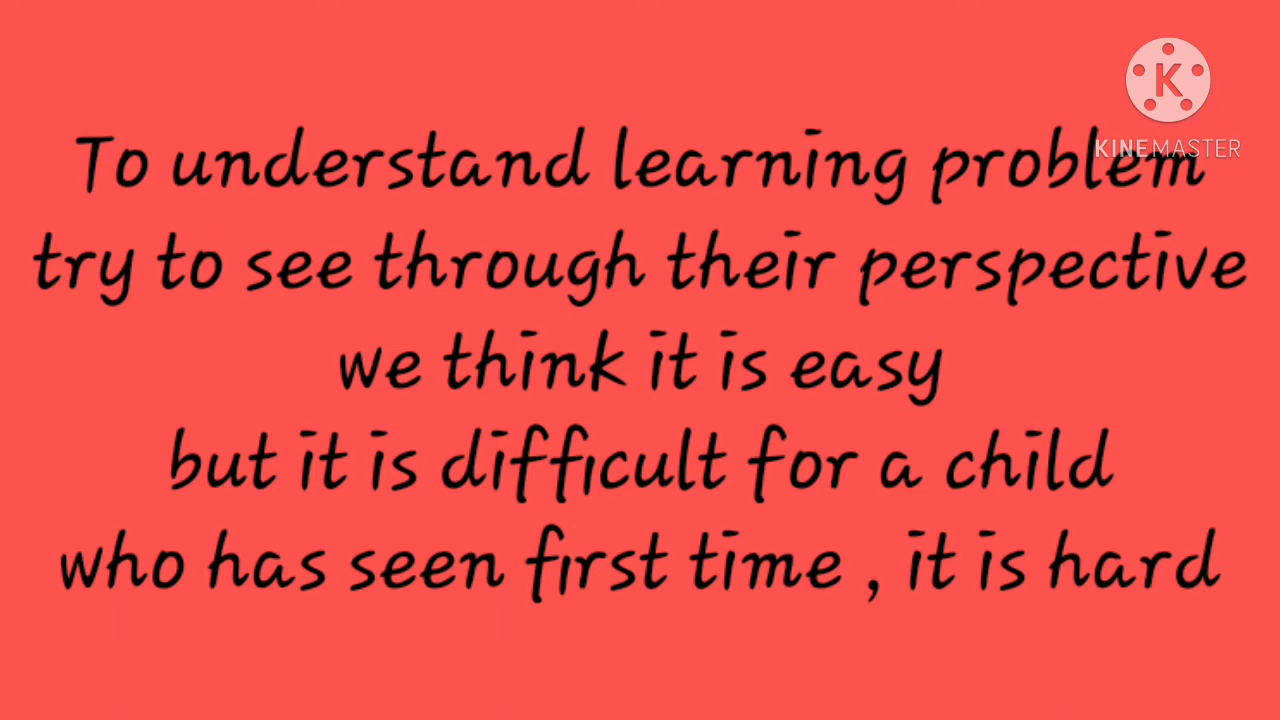 K
KINEMASTER
To understand learning problem
try to see through their perspective
we think it is easy
but it is difficult for a child
who has seen first time , it is hard